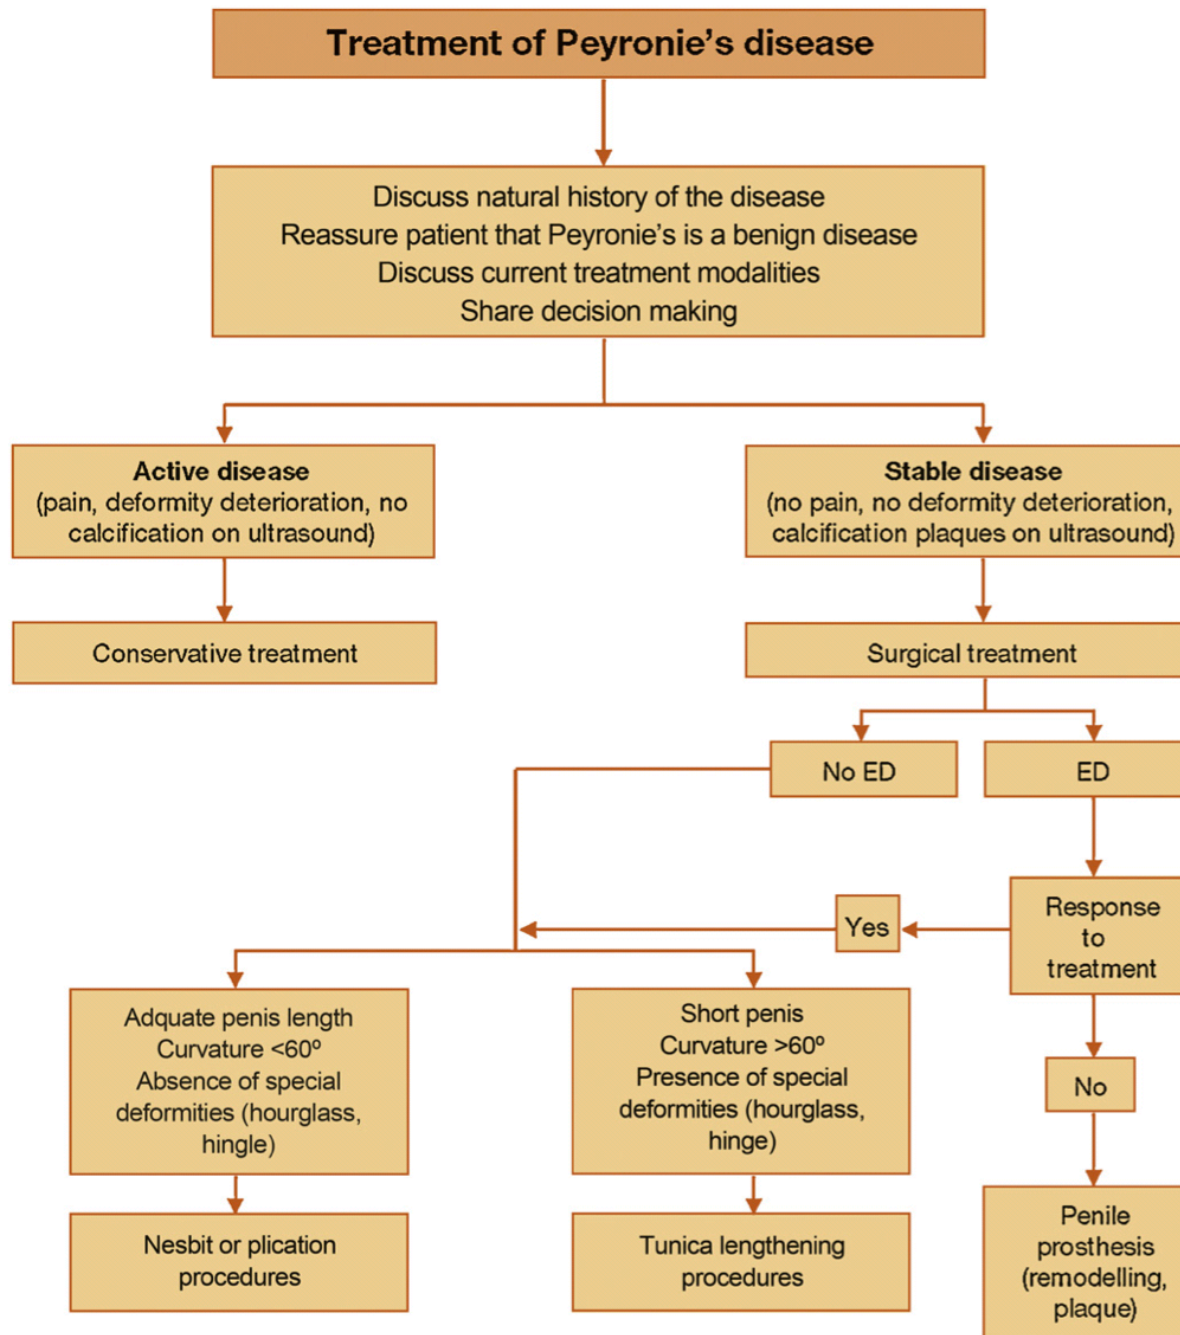 Treatment of Peyronie's disease
Discuss natural history of the disease
Reassure patient that Peyronie's is a benign disease
Discuss current treatment modalities
Share decision making
Active disease
(pain, deformity deterioration, no
calcification on ultrasound)
Stable disease
(no pain, no deformity deterioration,
calcification plaques on ultrasound)
Conservative treatment
Surgical treatment
No ED
ED
Response
to
treatment
Yes
No
Adquate penis length
Curvature <60º
Absence of special
deformities (hourglass,
hingle)
Short penis
Curvature >60º
Presence of special
deformities (hourglass,
hinge)
Nesbit or plication
procedures
Tunica lengthening
procedures
Penile
prosthesis
(remodelling,
plaque)